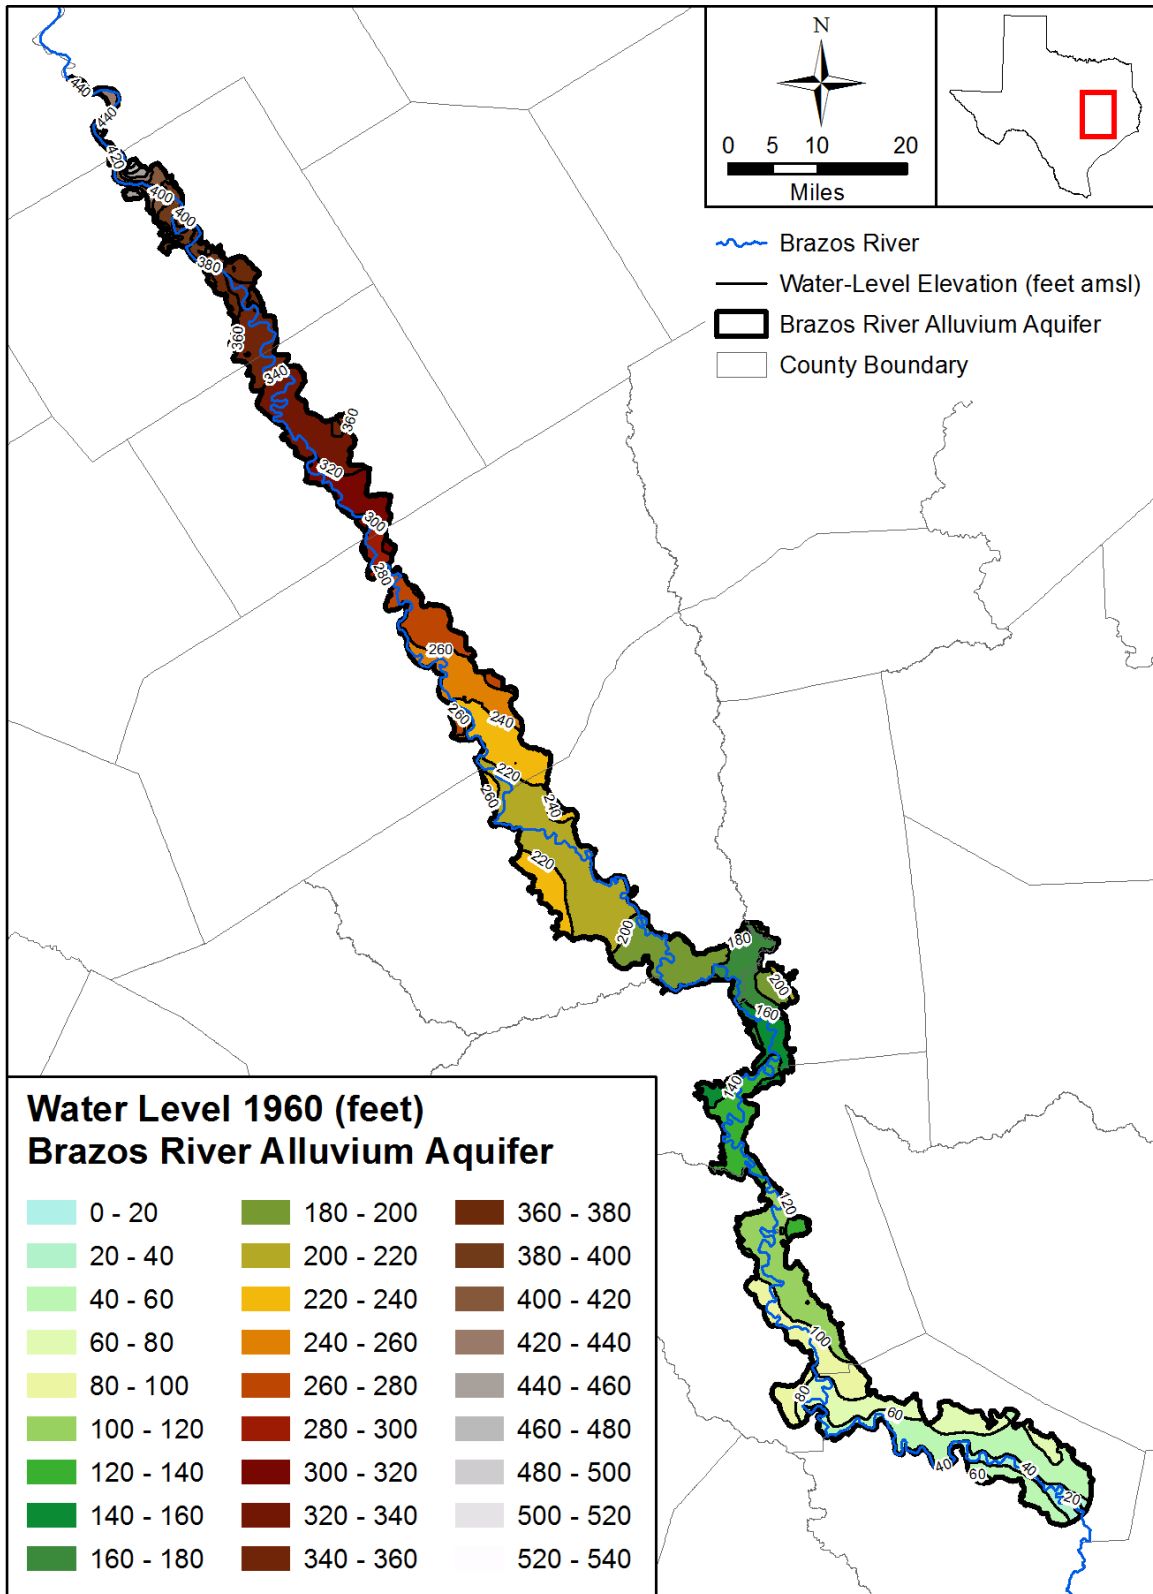 N
0 5 10 20
Miles
Brazos River
Water-Level Elevation (feet amsl)
Brazos River Alluvium Aquifer
County Boundary
440
440
420
400
400
380
360
340
360
320
300
280
260
240
260
220
260
240
220
200
180
200
160
140
120
100
80
60
40
60
40
20
Water Level 1960 (feet)
Brazos River Alluvium Aquifer
0 - 20
20 - 40
40 - 60
60 - 80
80 - 100
100 - 120
120 - 140
140 - 160
160 - 180
180 - 200
200 - 220
220 - 240
240 - 260
260 - 280
280 - 300
300 - 320
320 - 340
340 - 360
360 - 380
380 - 400
400 - 420
420 - 440
440 - 460
460 - 480
480 - 500
500 - 520
520 - 540